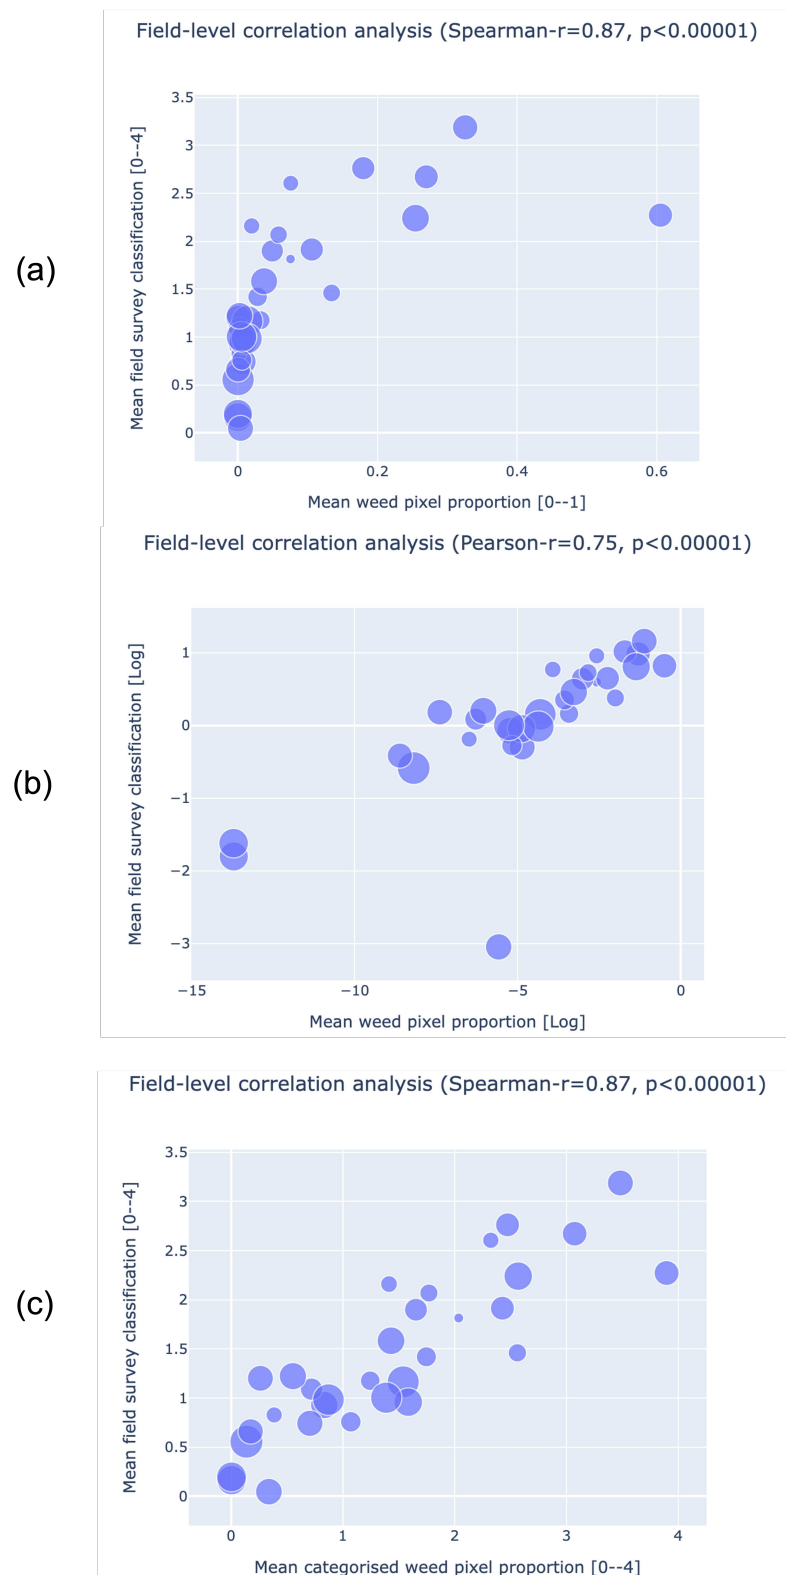 Field-level correlation analysis (Spearman-r=0.87, p<0.00001)
(a)
Mean field survey classification [0--4]
3.5
3
2.5
2
1.5
1
0.5
0
0
0.2
0.4
0.6
Mean weed pixel proportion [0--1]
Field-level correlation analysis (Pearson-r=0.75, p<0.00001)
(b)
Mean field survey classification [Log]
1
0
−1
−2
−3
−15
−10
−5
0
Mean weed pixel proportion [Log]
Field-level correlation analysis (Spearman-r=0.87, p<0.00001)
(c)
Mean field survey classification [0--4]
3.5
3
2.5
2
1.5
1
0.5
0
0
1
2
3
4
Mean categorised weed pixel proportion [0--4]